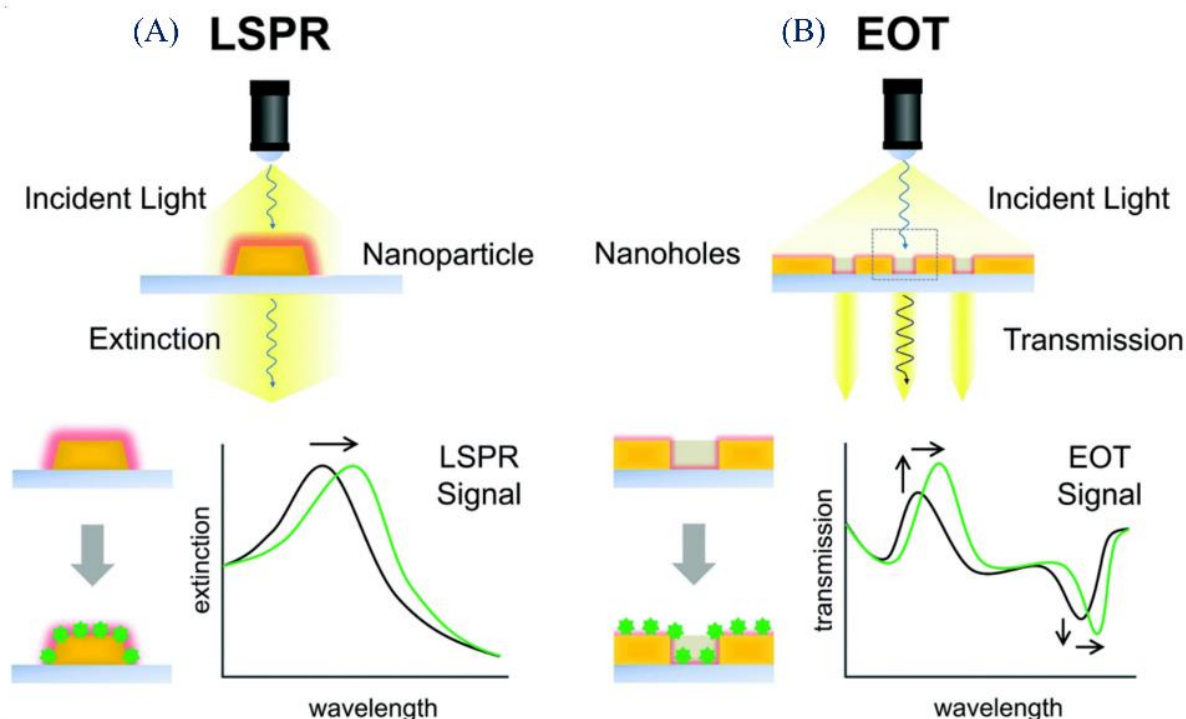 (A) LSPR
Incident Light
Nanoparticle
Extinction
LSPR
Signal
extinction
wavelength
(B) EOT
Incident Light
Nanoholes
Transmission
EOT
Signal
transmission
wavelength